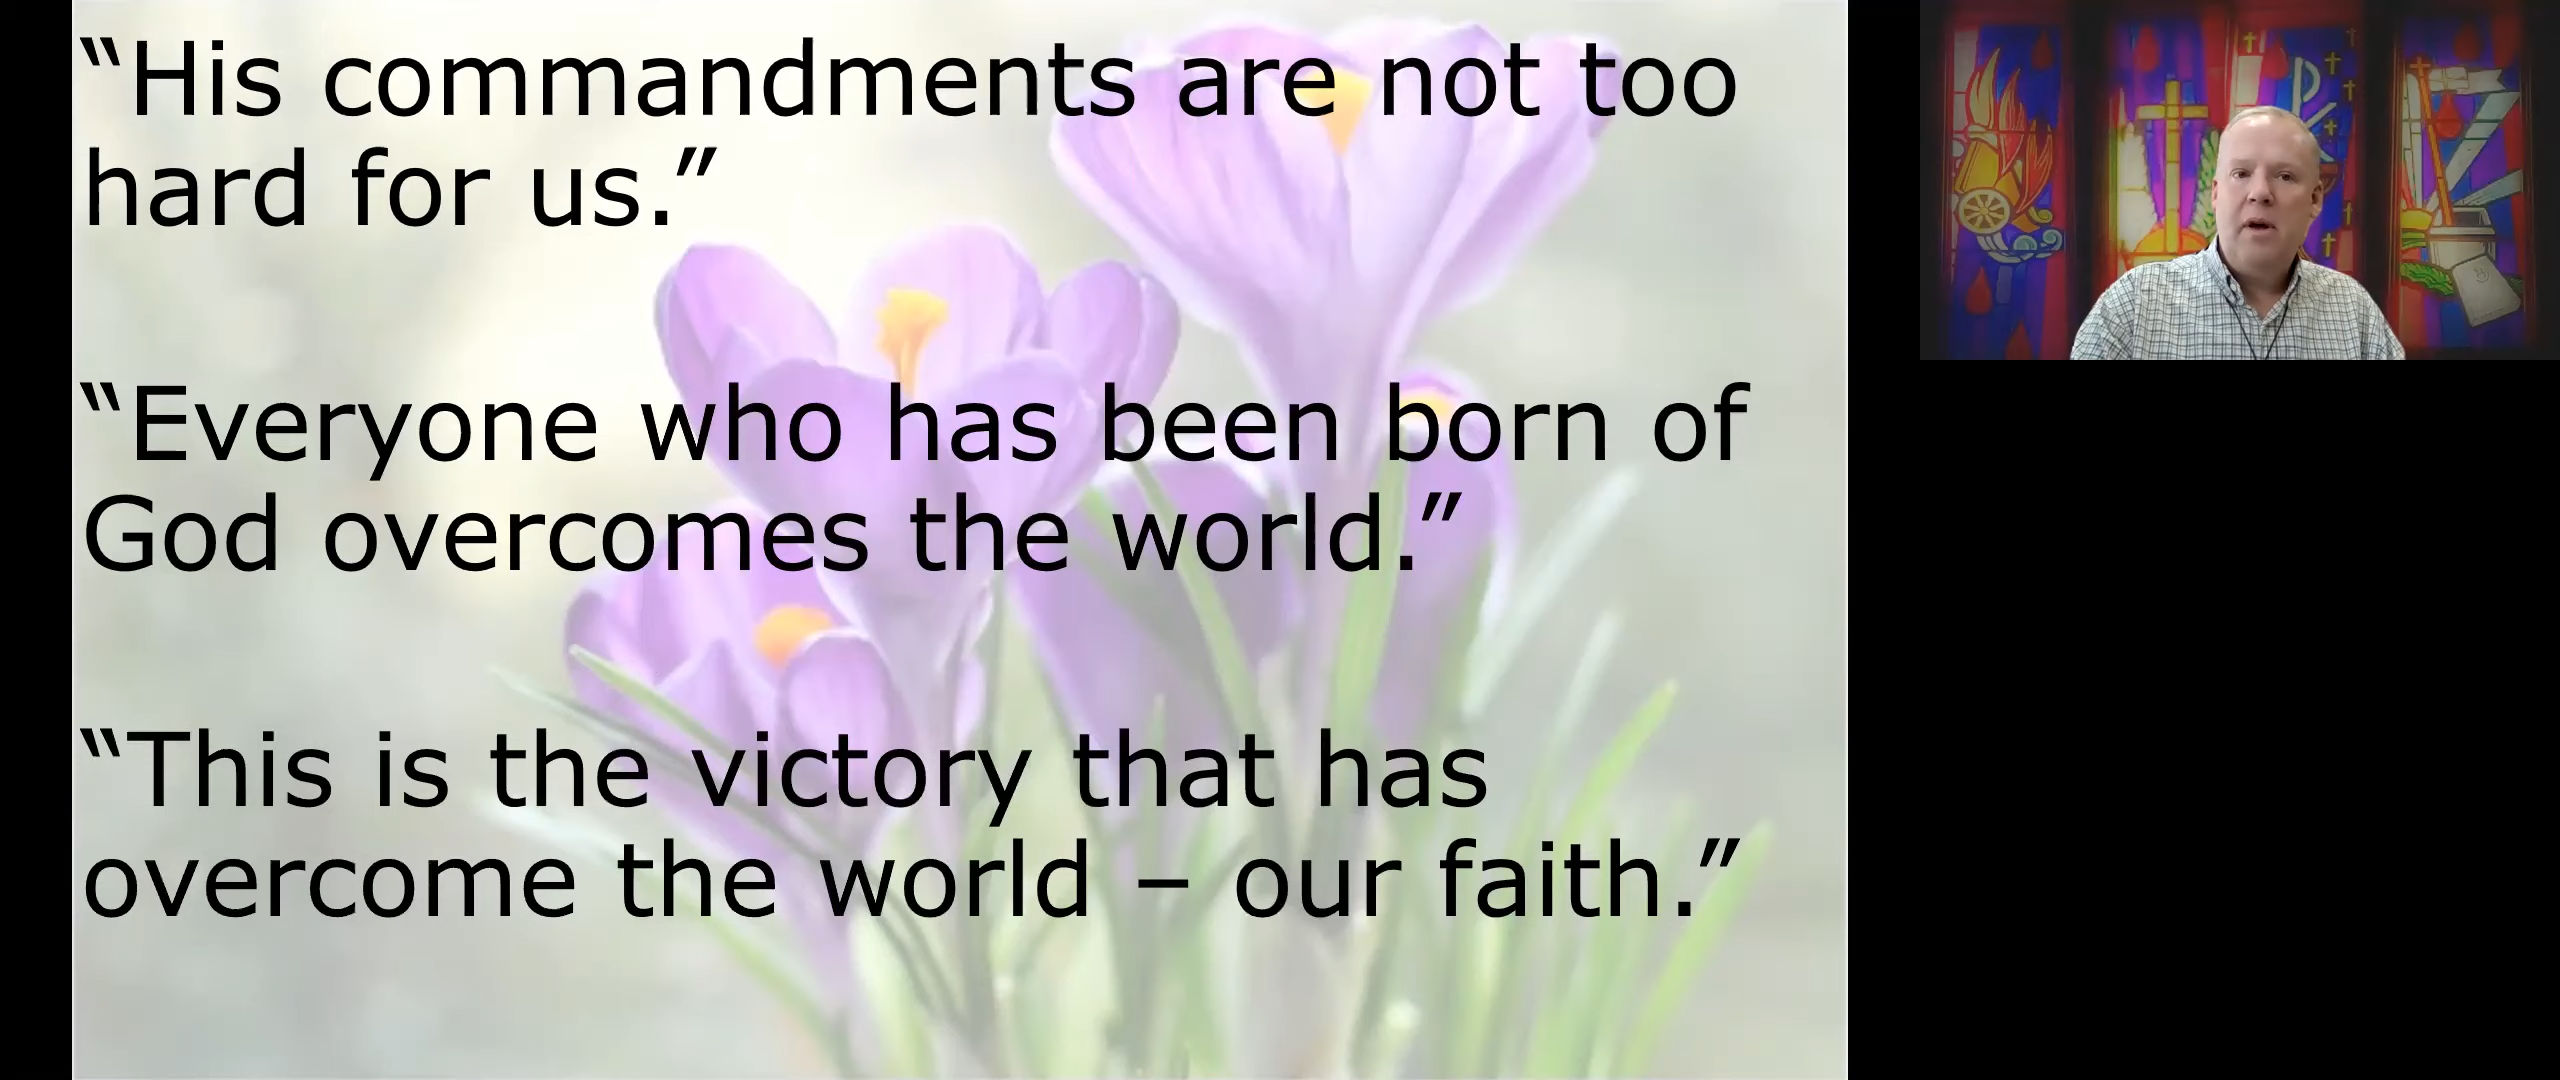 “His commandments are not too
hard for us.”
“Everyone who has been born of
God overcomes the world.”
“This is the victory that has
overcome the world – our faith.”